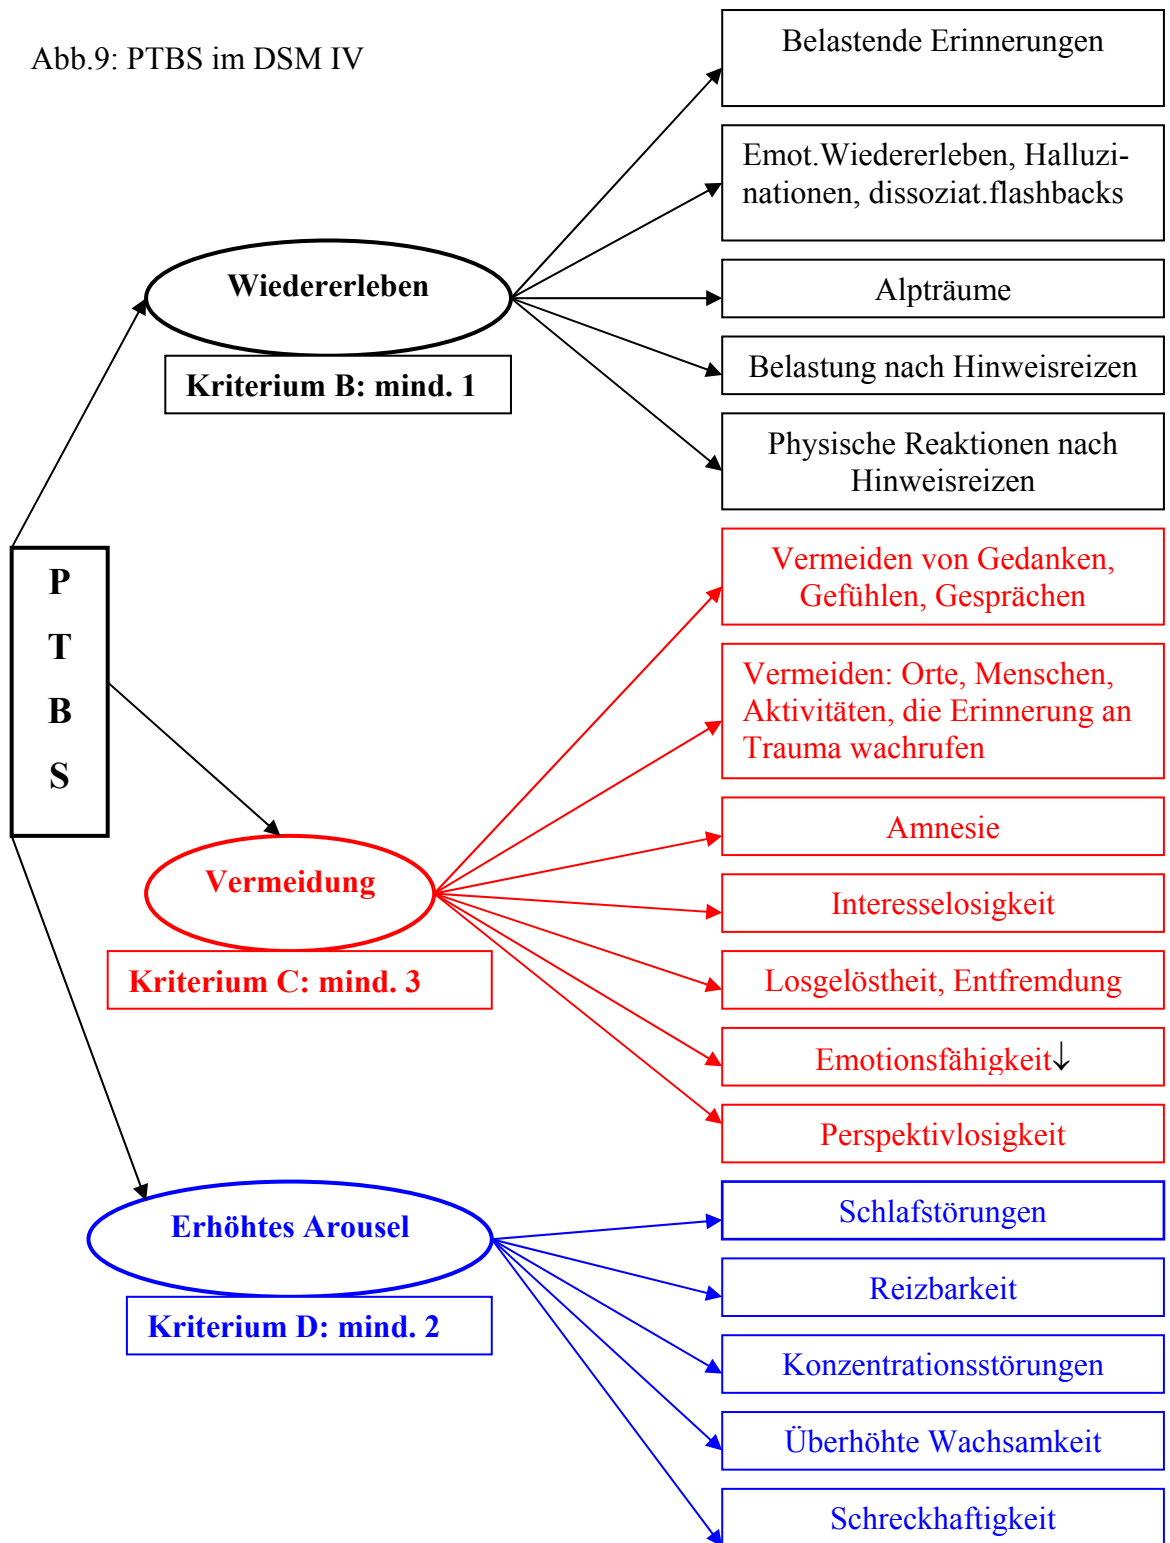 Abb.9: PTBS im DSM IV
Belastende Erinnerungen
Emot.Wiedererleben, Halluzi-
nationen, dissoziat.flashbacks
Wiedererleben
Alpträume
Kriterium B: mind. 1
Belastung nach Hinweisreizen
Physische Reaktionen nach
Hinweisreizen
P
T
B
S
Vermeiden von Gedanken,
Gefühlen, Gesprächen
Vermeiden: Orte, Menschen,
Aktivitäten, die Erinnerung an
Trauma wachrufen
Vermeidung
Amnesie
Interesselosigkeit
Kriterium C: mind. 3
Losgelöstheit, Entfremdung
Emotionsfähigkeit↓
Perspektivlosigkeit
Erhöhtes Arousel
Schlafstörungen
Reizbarkeit
Kriterium D: mind. 2
Konzentrationsstörungen
Überhöhte Wachsamkeit
Schreckhaftigkeit